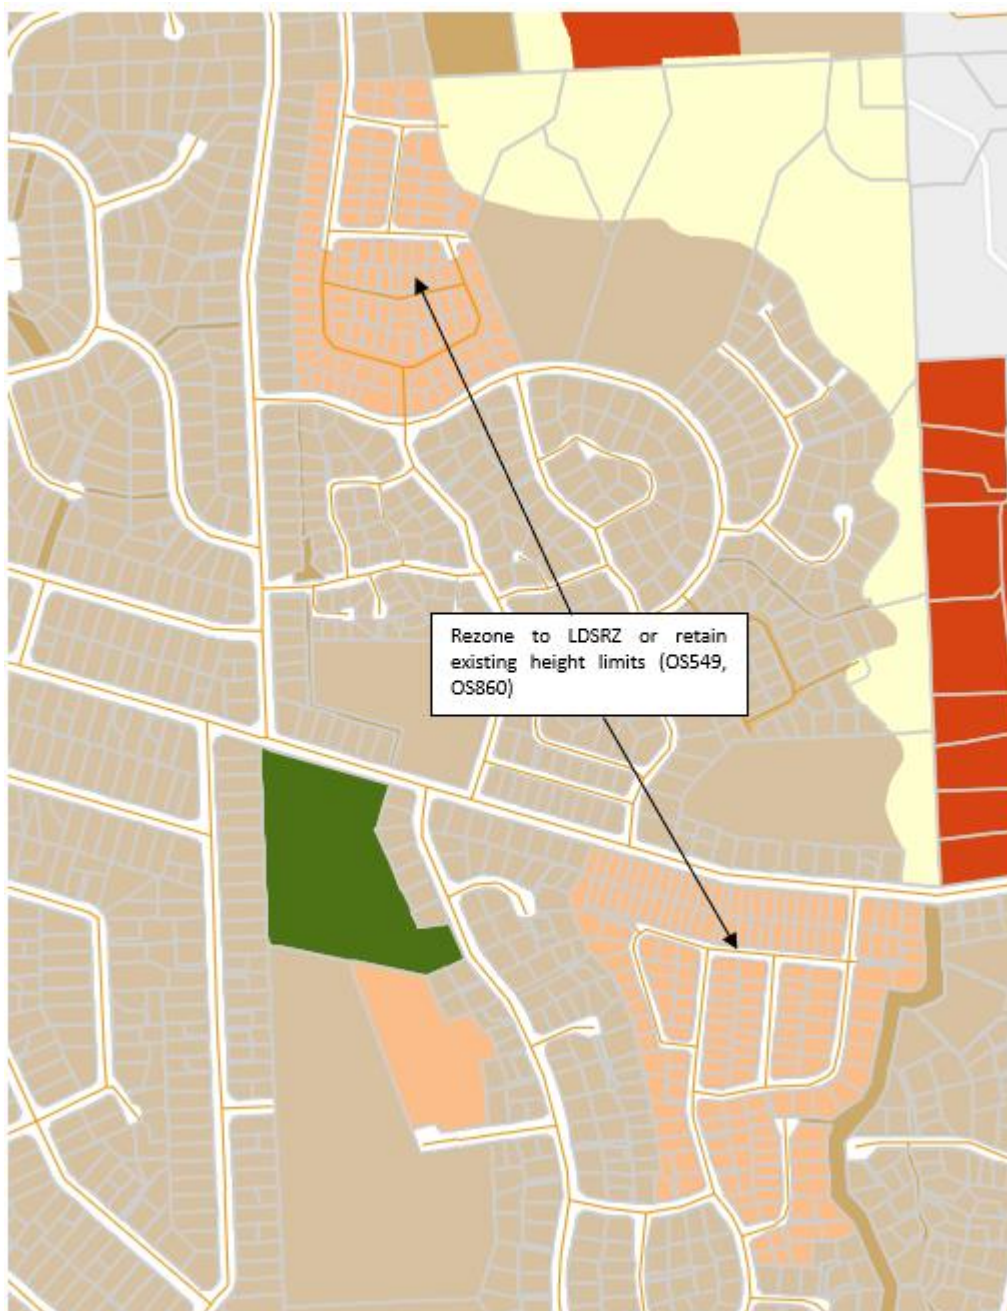 Rezone to LDSRZ or retain
existing height limits (OS549,
OS860)